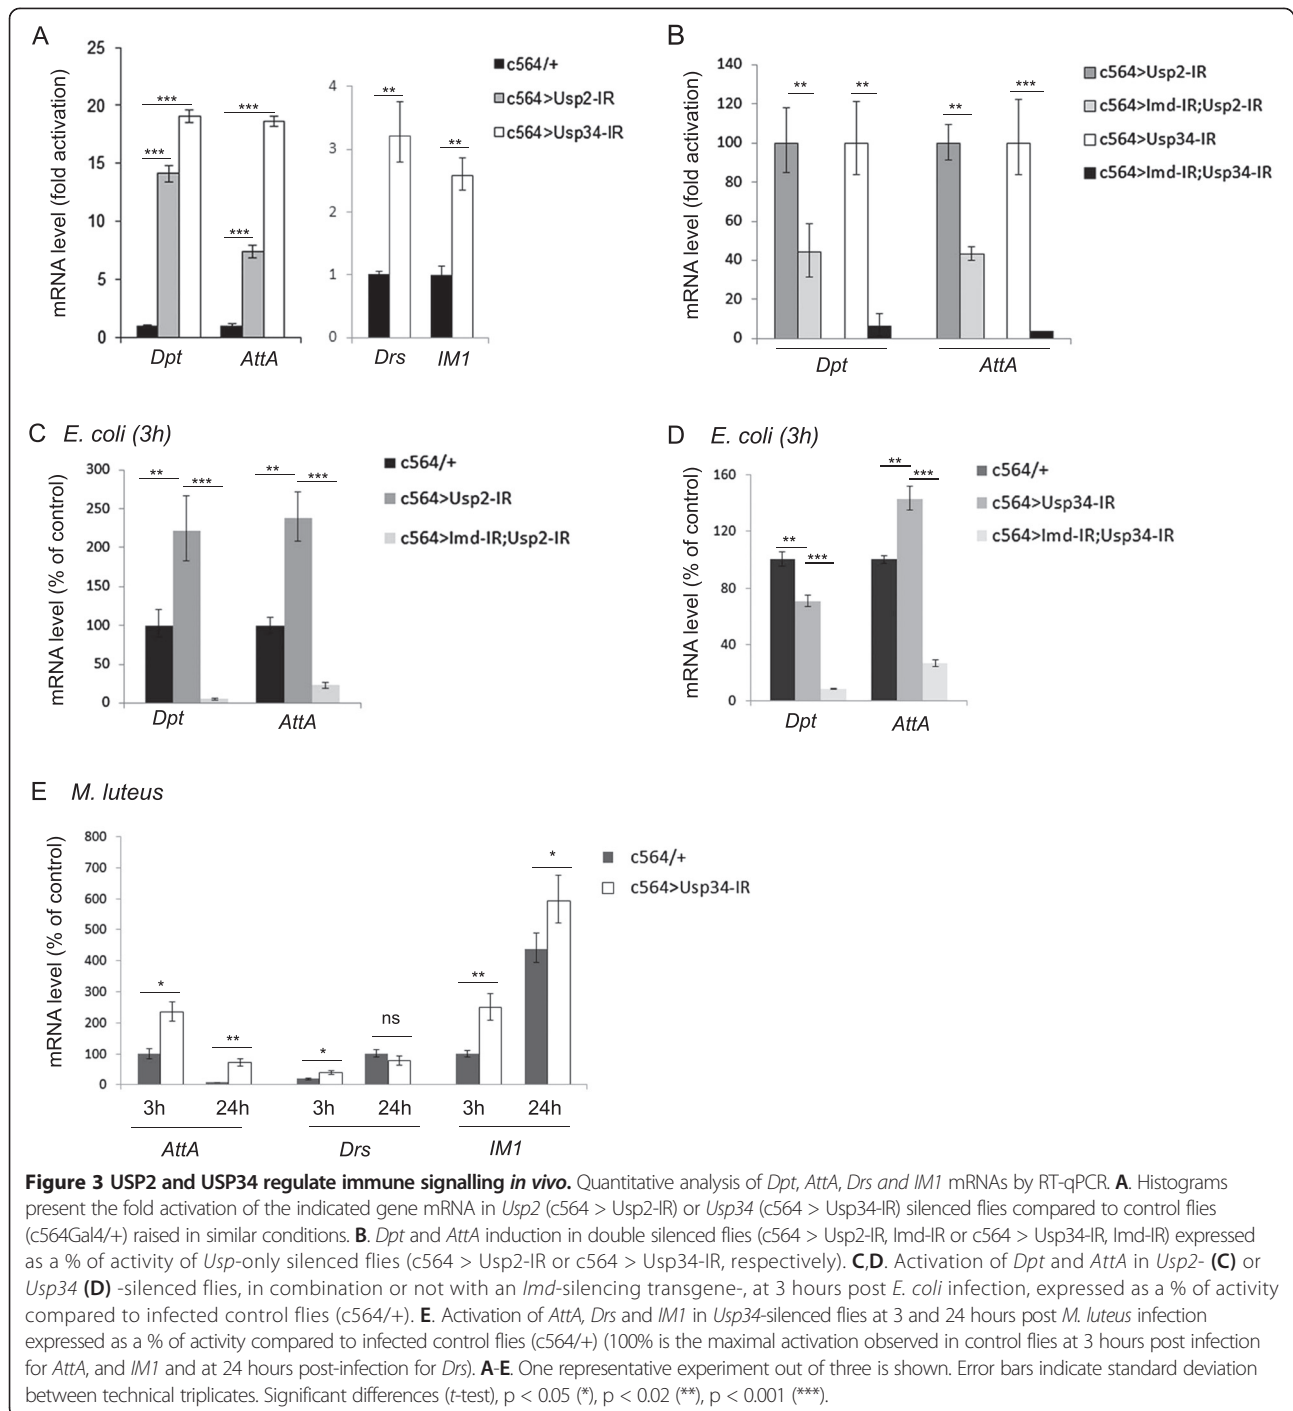 A
mRNA level (fold activation)
25
20
15
10
5
0
***
***
***
***
Dpt
AttA
4
3
2
1
0
**
**
Drs
IM1
c564/+
c564>Usp2-IR
c564>Usp34-IR
B
mRNA level (fold activation)
140
120
100
80
60
40
20
0
**
**
**
***
Dpt
AttA
c564>Usp2-IR
c564>Imd-IR;Usp2-IR
c564>Usp34-IR
c564>Imd-IR;Usp34-IR
C E. coli (3h)
mRNA level (% of control)
300
250
200
150
100
50
0
**
***
**
***
Dpt
AttA
c564/+
c564>Usp2-IR
c564>Imd-IR;Usp2-IR
D E. coli (3h)
mRNA level (% of control)
160
120
80
40
0
**
***
**
***
Dpt
AttA
c564/+
c564>Usp34-IR
c564>Imd-IR;Usp34-IR
E M. luteus
mRNA level (% of control)
800
700
600
500
400
300
200
100
0
*
**
*
ns
**
*
3h 24h 3h 24h 3h 24h
AttA Drs IM1
c564/+
c564>Usp34-IR
Figure 3 USP2 and USP34 regulate immune signalling in vivo. Quantitative analysis of Dpt, AttA, Drs and IM1 mRNAs by RT-qPCR. A. Histograms
present the fold activation of the indicated gene mRNA in Usp2 (c564 > Usp2-IR) or Usp34 (c564 > Usp34-IR) silenced flies compared to control flies
(c564Gal4/+) raised in similar conditions. B. Dpt and AttA induction in double silenced flies (c564 > Usp2-IR, Imd-IR or c564 > Usp34-IR, Imd-IR) expressed
as a % of activity of Usp-only silenced flies (c564 > Usp2-IR or c564 > Usp34-IR, respectively). C,D. Activation of Dpt and AttA in Usp2- (C) or
Usp34 (D) -silenced flies, in combination or not with an Imd-silencing transgene-, at 3 hours post E. coli infection, expressed as a % of activity
compared to infected control flies (c564/+). E. Activation of AttA, Drs and IM1 in Usp34-silenced flies at 3 and 24 hours post M. luteus infection
expressed as a % of activity compared to infected control flies (c564/+) (100% is the maximal activation observed in control flies at 3 hours post infection
for AttA, and IM1 and at 24 hours post-infection for Drs). A-E. One representative experiment out of three is shown. Error bars indicate standard deviation
between technical triplicates. Significant differences (t-test), p < 0.05 (*), p < 0.02 (**), p < 0.001 (***).